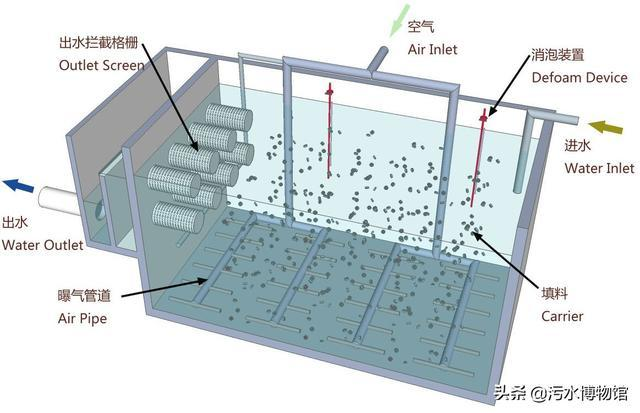 空气
Air Inlet
出水拦截格栅
Outlet Screen
消泡装置
Defoam Device
进水
Water Inlet
出水
Water Outlet
曝气管道
Air Pipe
填料
Carrier
头条 @污水博物馆